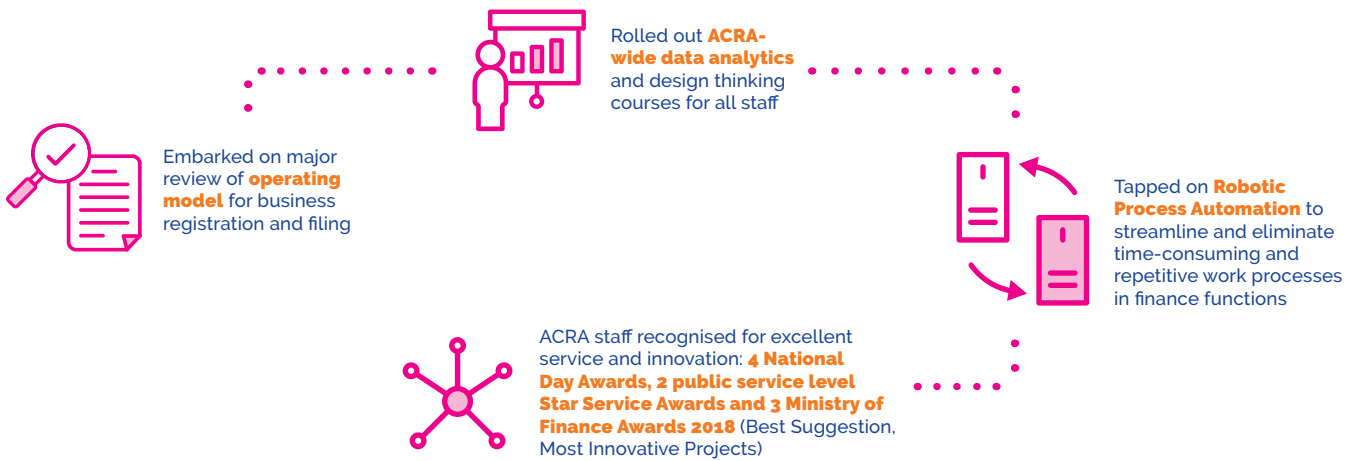 Embarked on major
review of operating
model for business
registration and filing
Rolled out ACRA-
wide data analytics
and design thinking
courses for all staff
Tapped on Robotic
Process Automation to
streamline and eliminate
time-consuming and
repetitive work processes
in finance functions
ACRA staff recognised for excellent
service and innovation: 4 National
Day Awards, 2 public service level
Star Service Awards and 3 Ministry of
Finance Awards 2018 (Best Suggestion,
Most Innovative Projects)